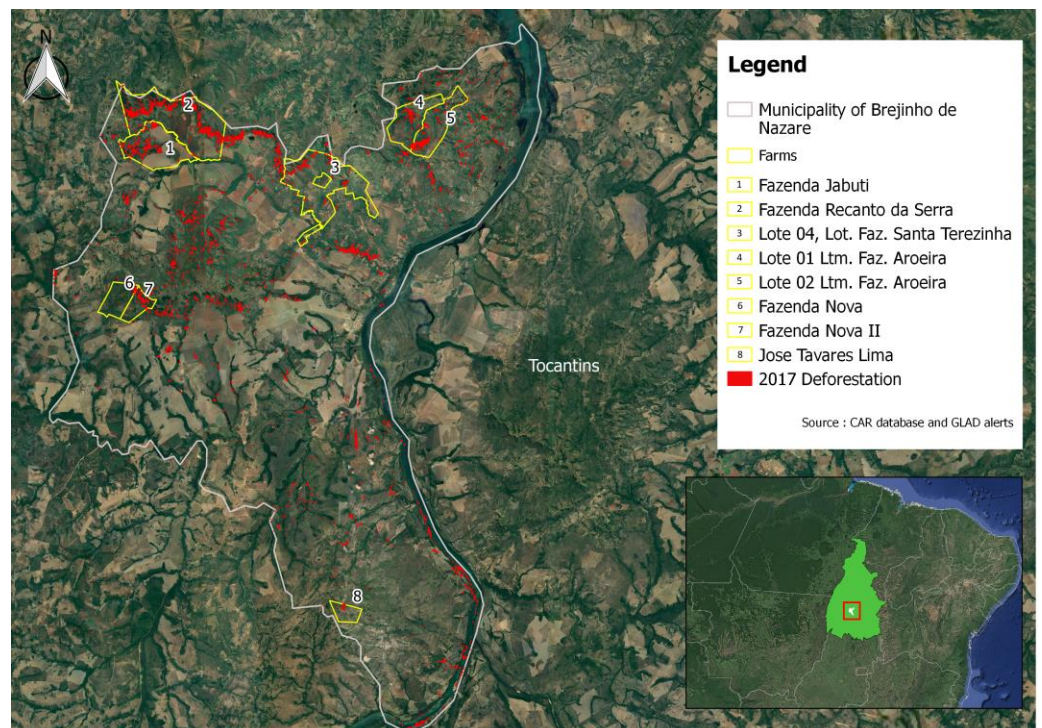 N
2
1
3
4
5
6
7
8
Tocantins
Legend
Municipality of Brejinho de
Nazare
Farms
1 Fazenda Jabuti
2 Fazenda Recanto da Serra
3 Lote 04, Lot. Faz. Santa Terezinha
4 Lote 01 Ltm. Faz. Aroeira
5 Lote 02 Ltm. Faz. Aroeira
6 Fazenda Nova
7 Fazenda Nova II
8 Jose Tavares Lima
2017 Deforestation
Source : CAR database and GLAD alerts